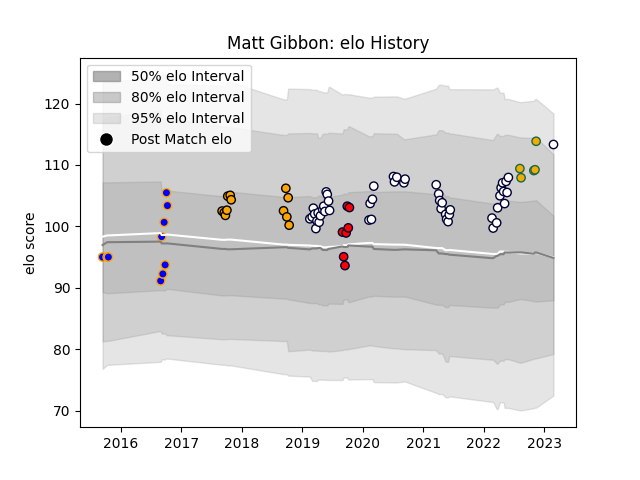 Matt Gibbon: elo History
50% elo Interval
80% elo Interval
95% elo Interval
Post Match elo
elo score
120
110
100
90
80
70
2016 2017 2018 2019 2020 2021 2022 2023